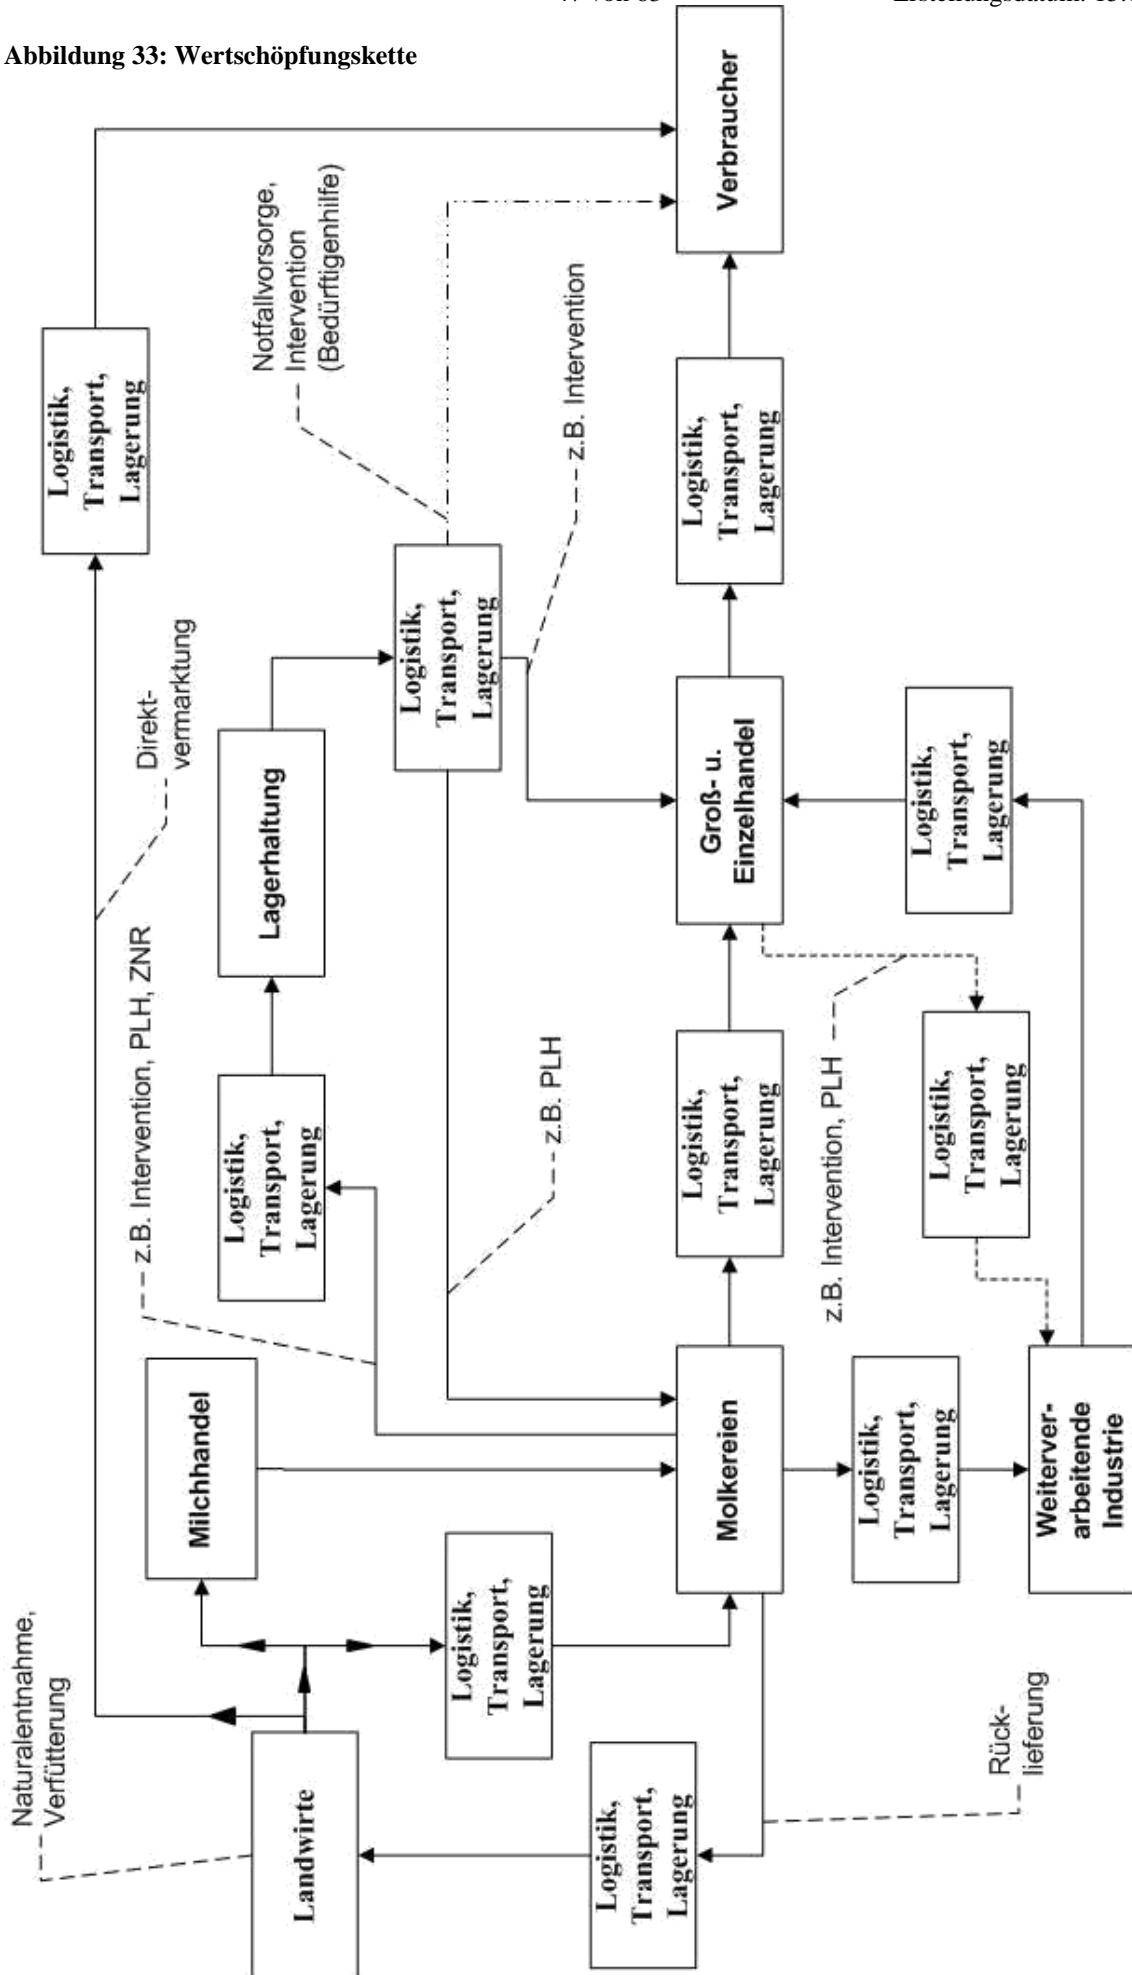 von
Erstellungsdatum:
Abbildung 33: Wertschöpfungskette
Naturalentnahme,
Verfütterung
Logistik,
Transport,
Lagerung
z.B. Intervention, PLH, ZNR
Direkt-
vermarktung
Milchhandel
Logistik,
Transport,
Lagerung
Lagerhaltung
Notfallvorsorge,
Intervention
(Bedürftigenhilfe)
Landwirte
Logistik,
Transport,
Lagerung
Logistik,
Transport,
Lagerung
z.B. PLH
z.B. Intervention
Logistik,
Transport,
Lagerung
Molkereien
Logistik,
Transport,
Lagerung
Groß- u.
Einzelhandel
Logistik,
Transport,
Lagerung
Verbraucher
z.B. Intervention, PLH
Logistik,
Transport,
Lagerung
Logistik,
Transport,
Lagerung
Logistik,
Transport,
Lagerung
Rück-
lieferung
Weiterver-
arbeitende
Industrie